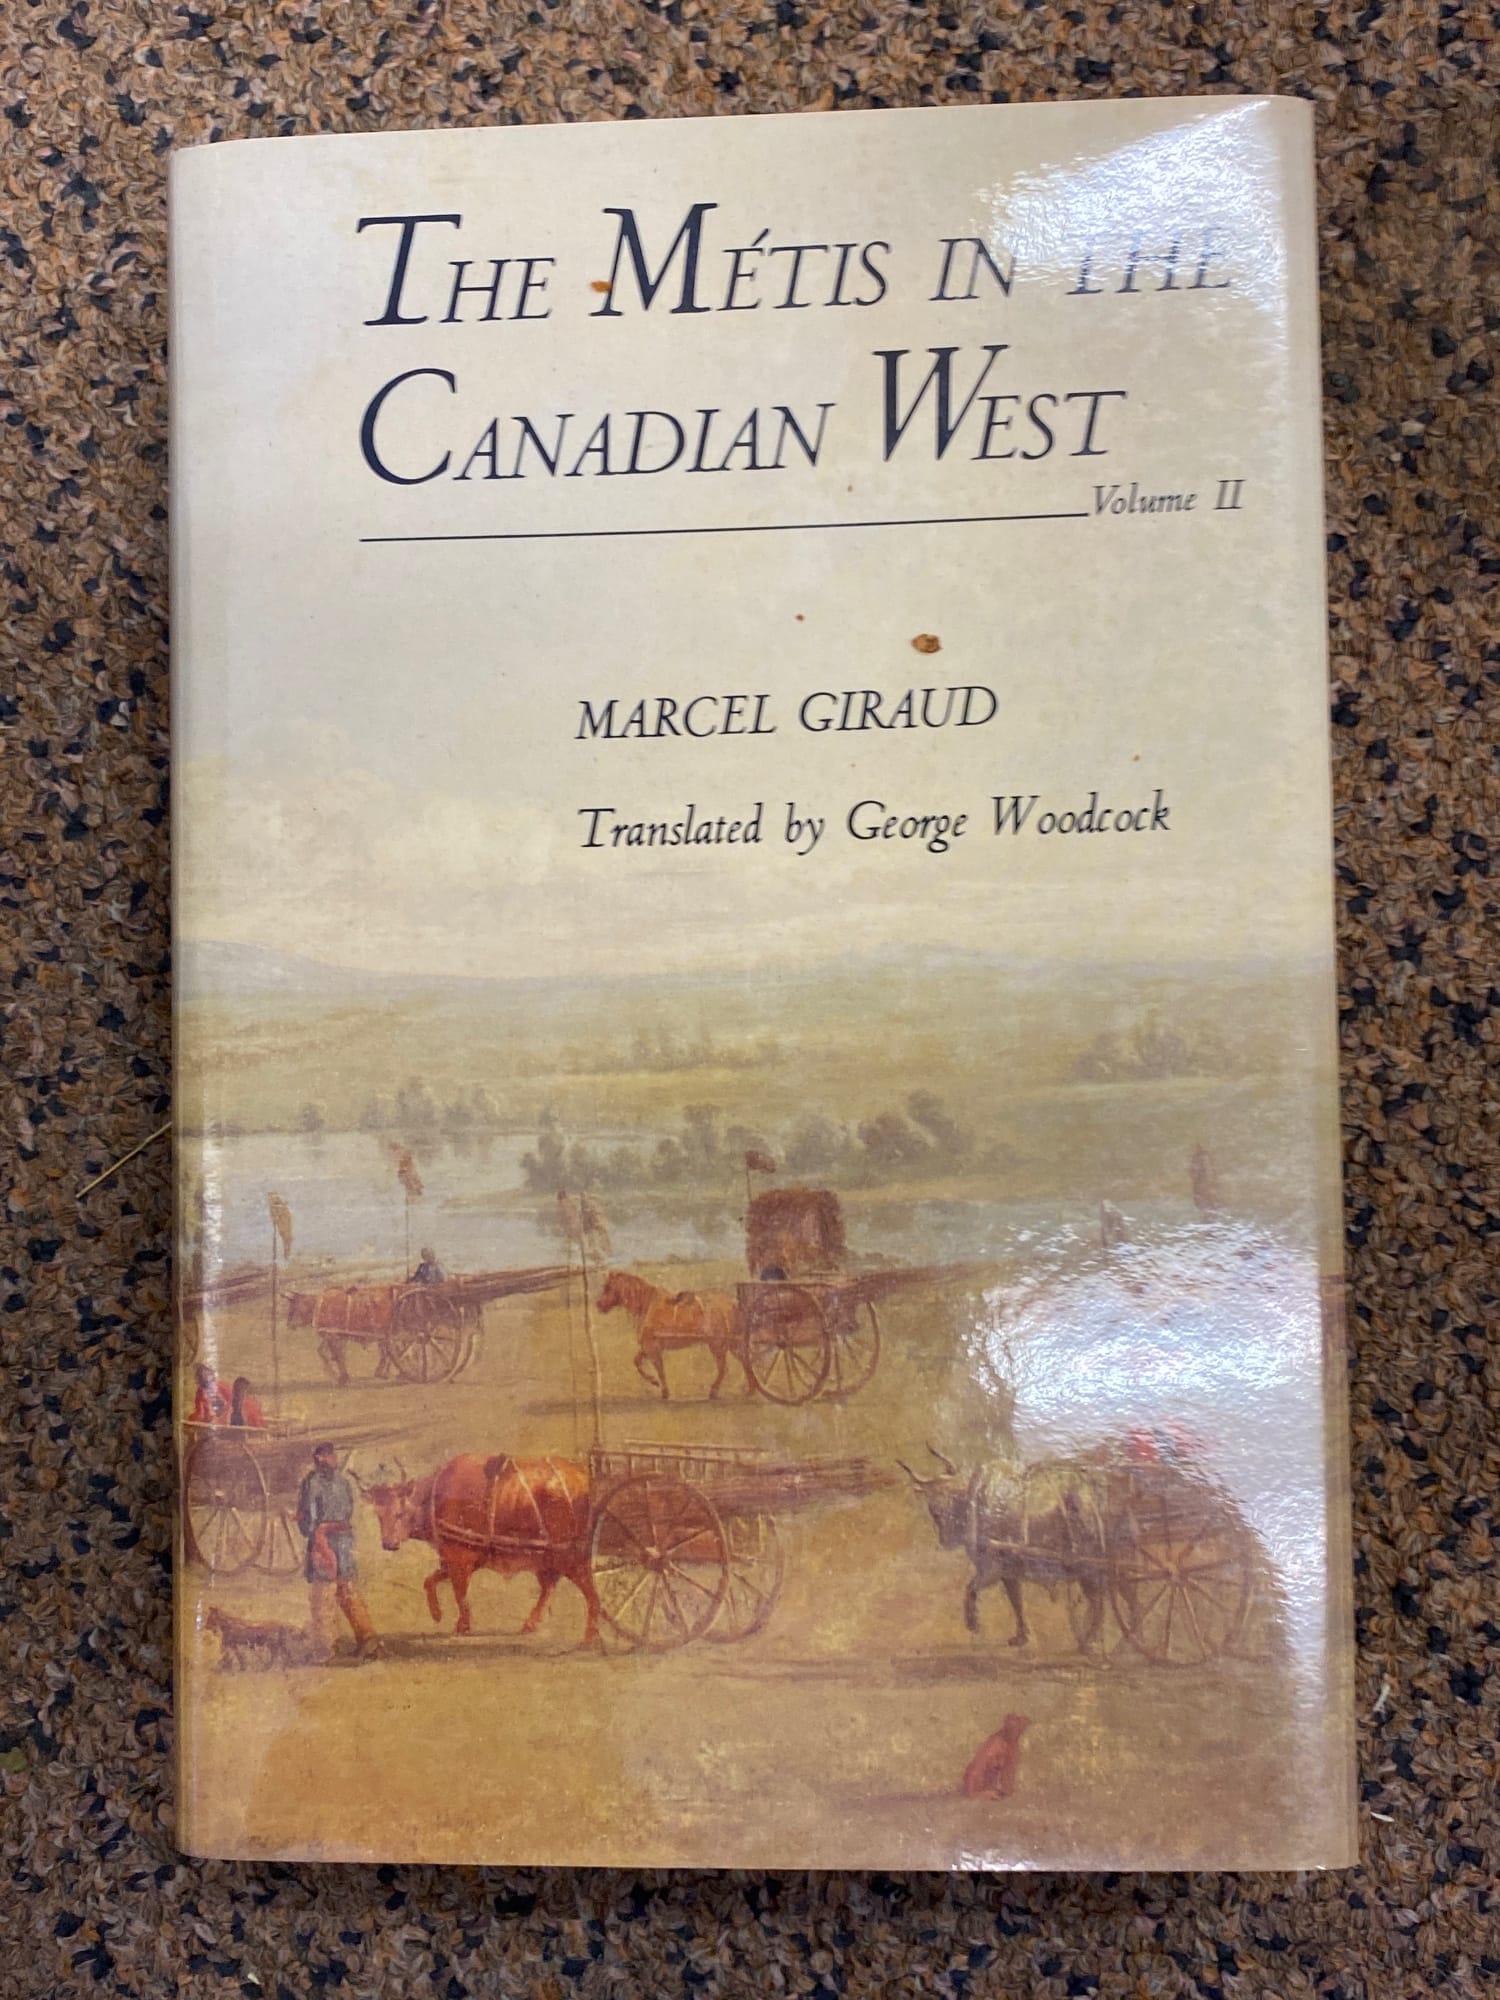 THE MÉTIS IN THE
CANADIAN WEST
Volume II
MARCEL GIRAUD
Translated by George Woodcock